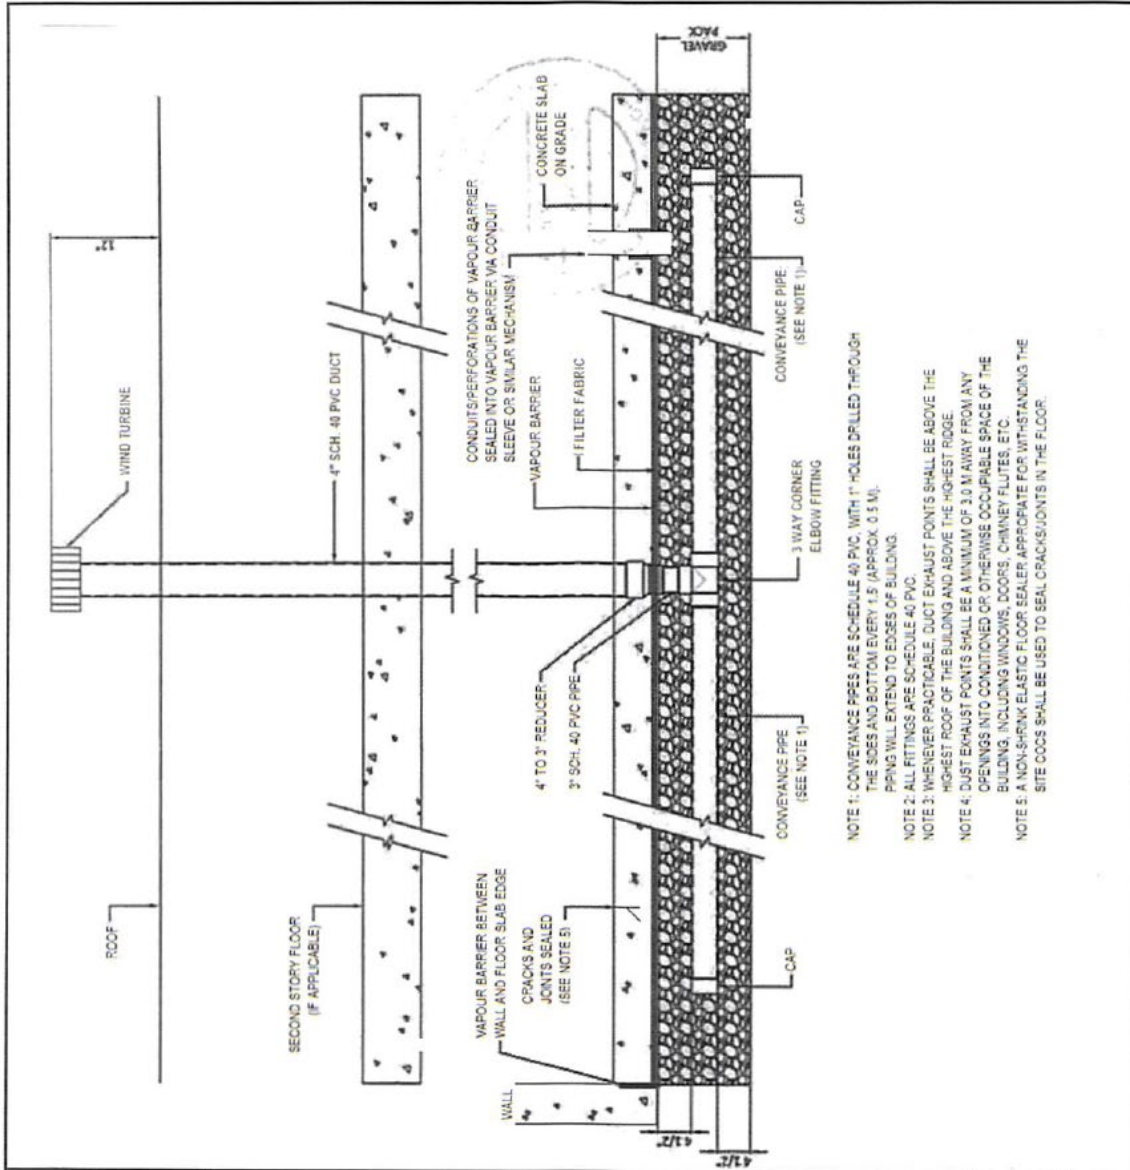 ROOF
12"
WIND TURBINE
SECOND STORY FLOOR
(IF APPLICABLE)
4" SCH. 40 PVC DUCT
VAPOUR BARRIER BETWEEN
WALL AND FLOOR SLAB EDGE
CRACKS AND
JOINTS SEALED
(SEE NOTE 5)
WALL
4" TO 3" REDUCER
3" SCH. 40 PVC PIPE
CONDUITS/PERFORATIONS OF VAPOUR BARRIER
SEALED INTO VAPOUR BARRIER VIA CONDUIT
SLEEVE OR SIMILAR MECHANISM
VAPOUR BARRIER
FILTER FABRIC
CONCRETE SLAB
ON GRADE
GRAVEL
PACK
4 1/2"
4 1/2"
CAP
CONVEYANCE PIPE
(SEE NOTE 1)
3 WAY CORNER
ELBOW FITTING
CONVEYANCE PIPE
(SEE NOTE 1)
CAP
NOTE 1: CONVEYANCE PIPES ARE SCHEDULE 40 PVC, WITH 1" HOLES DRILLED THROUGH
THE SIDES AND BOTTOM EVERY 1.5' (APPROX. 0.5 M).
PIPING WILL EXTEND TO EDGES OF BUILDING.
NOTE 2: ALL FITTINGS ARE SCHEDULE 40 PVC.
NOTE 3: WHENEVER PRACTICABLE, DUCT EXHAUST POINTS SHALL BE ABOVE THE
HIGHEST ROOF OF THE BUILDING AND ABOVE THE HIGHEST RIDGE.
NOTE 4: DUST EXHAUST POINTS SHALL BE A MINIMUM OF 3.0 M AWAY FROM ANY
OPENINGS INTO CONDITIONED OR OTHERWISE OCCUPIABLE SPACE OF THE
BUILDING, INCLUDING WINDOWS, DOORS, CHIMNEY FLUTES, ETC.
NOTE 5: A NON-SHRINK ELASTIC FLOOR SEALER APPROPIATE FOR WITHSTANDING THE
SITE COCS SHALL BE USED TO SEAL CRACKS/JOINTS IN THE FLOOR.